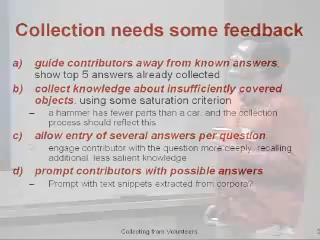 Collection needs some feedback
a) guide contributors away from known answers,
show top 5 answers already collected
b) collect knowledge about insufficiently covered
objects, using some saturation criterion
– a hammer has fewer parts than a car, and the collection
process should reflect this
c) allow entry of several answers per question
– engage contributor with the question more deeply, recalling
additional, less salient knowledge
d) prompt contributors with possible answers
– Prompt with text snippets extracted from corpora?
Collecting from Volunteers